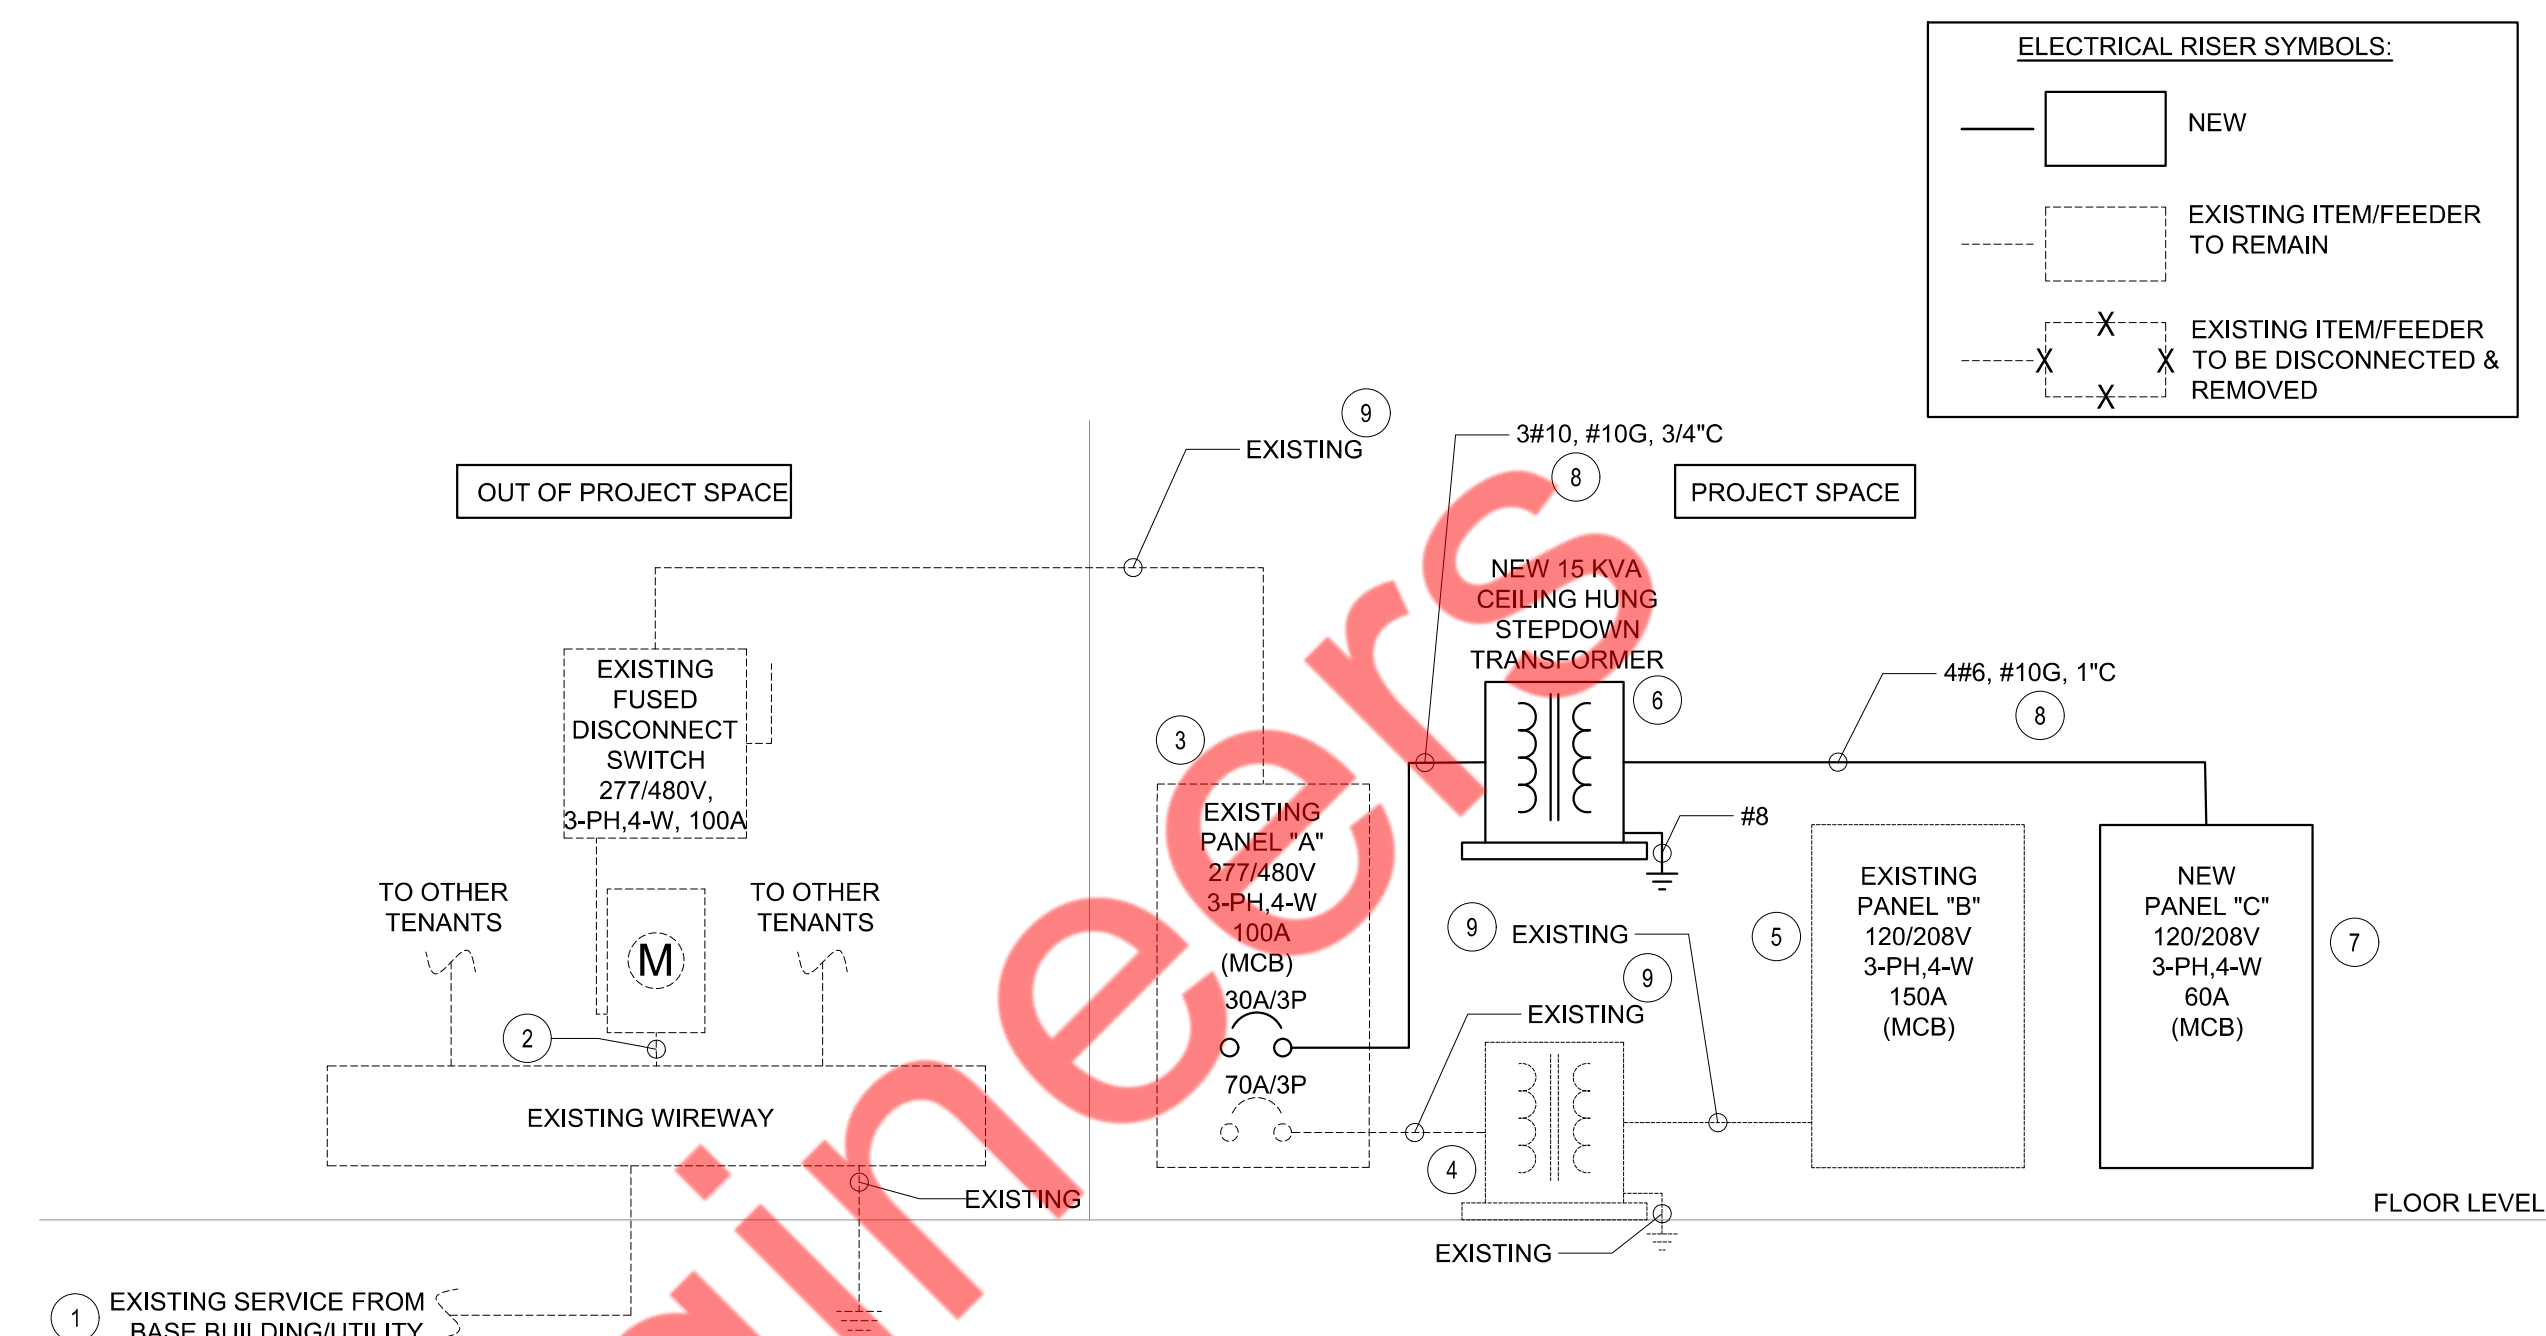 ELECTRICAL RISER SYMBOLS:
NEW
EXISTING ITEM/FEEDER
TO REMAIN
X
X
X
X
EXISTING ITEM/FEEDER
TO BE DISCONNECTED &
REMOVED
OUT OF PROJECT SPACE
9
EXISTING
3#10, #10G, 3/4"C
8
PROJECT SPACE
EXISTING
FUSED
DISCONNECT
SWITCH
277/480V,
3-PH,4-W, 100A
TO OTHER
TENANTS
M
TO OTHER
TENANTS
2
EXISTING WIREWAY
EXISTING
1
EXISTING SERVICE FROM
BASE BUILDING/UTILITY
3
EXISTING
PANEL "A"
277/480V
3-PH,4-W
100A
(MCB)
30A/3P
70A/3P
NEW 15 KVA
CEILING HUNG
STEPDOWN
TRANSFORMER
6
#8
4#6, #10G, 1"C
8
9
EXISTING
9
EXISTING
4
EXISTING
5
EXISTING
PANEL "B"
120/208V
3-PH,4-W
150A
(MCB)
NEW
PANEL "C"
120/208V
3-PH,4-W
60A
(MCB)
7
FLOOR LEVEL
gineers